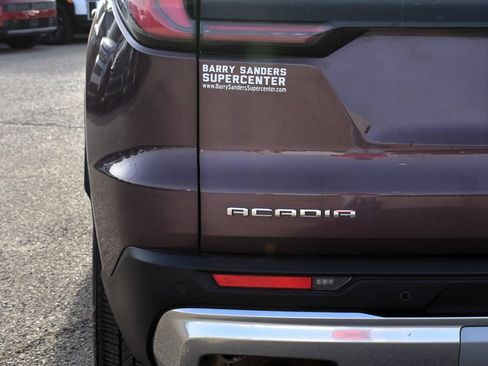 BARRY SANDERS
SUPERCENTER
www.BarrySandersSupercenter.com
ACADIA